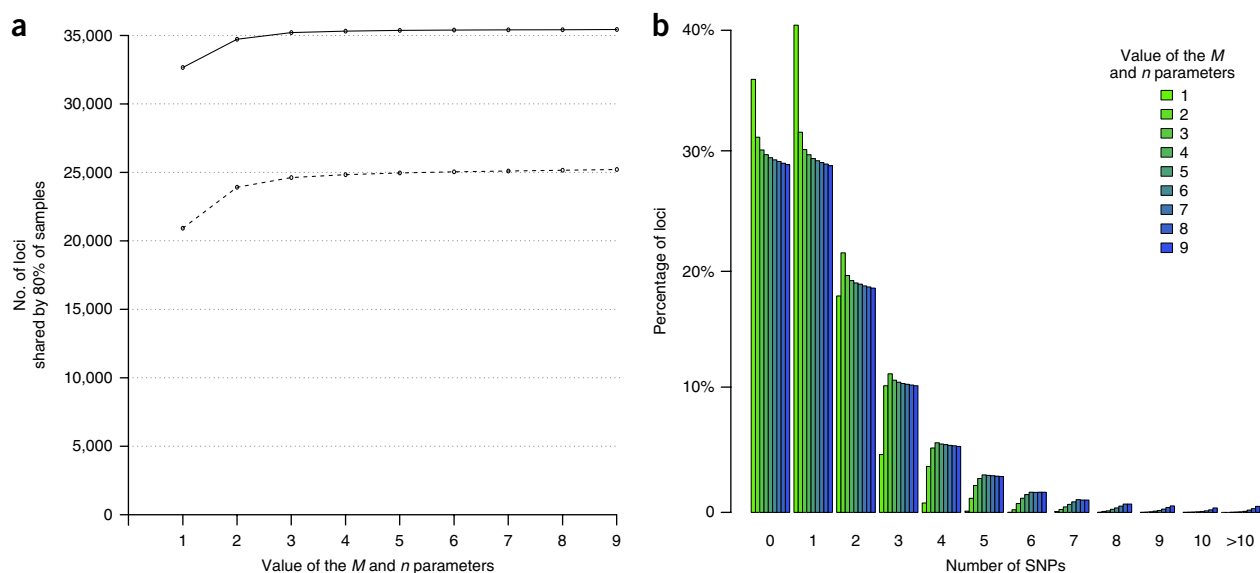 a
No. of loci
shared by 80% of samples
35,000
30,000
25,000
20,000
15,000
10,000
5,000
0
1 2 3 4 5 6 7 8 9
Value of the M and n parameters
b
Percentage of loci
40%
30%
20%
10%
0
Value of the M
and n parameters
1
2
3
4
5
6
7
8
9
0 1 2 3 4 5 6 7 8 9 10 >10
Number of SNPs